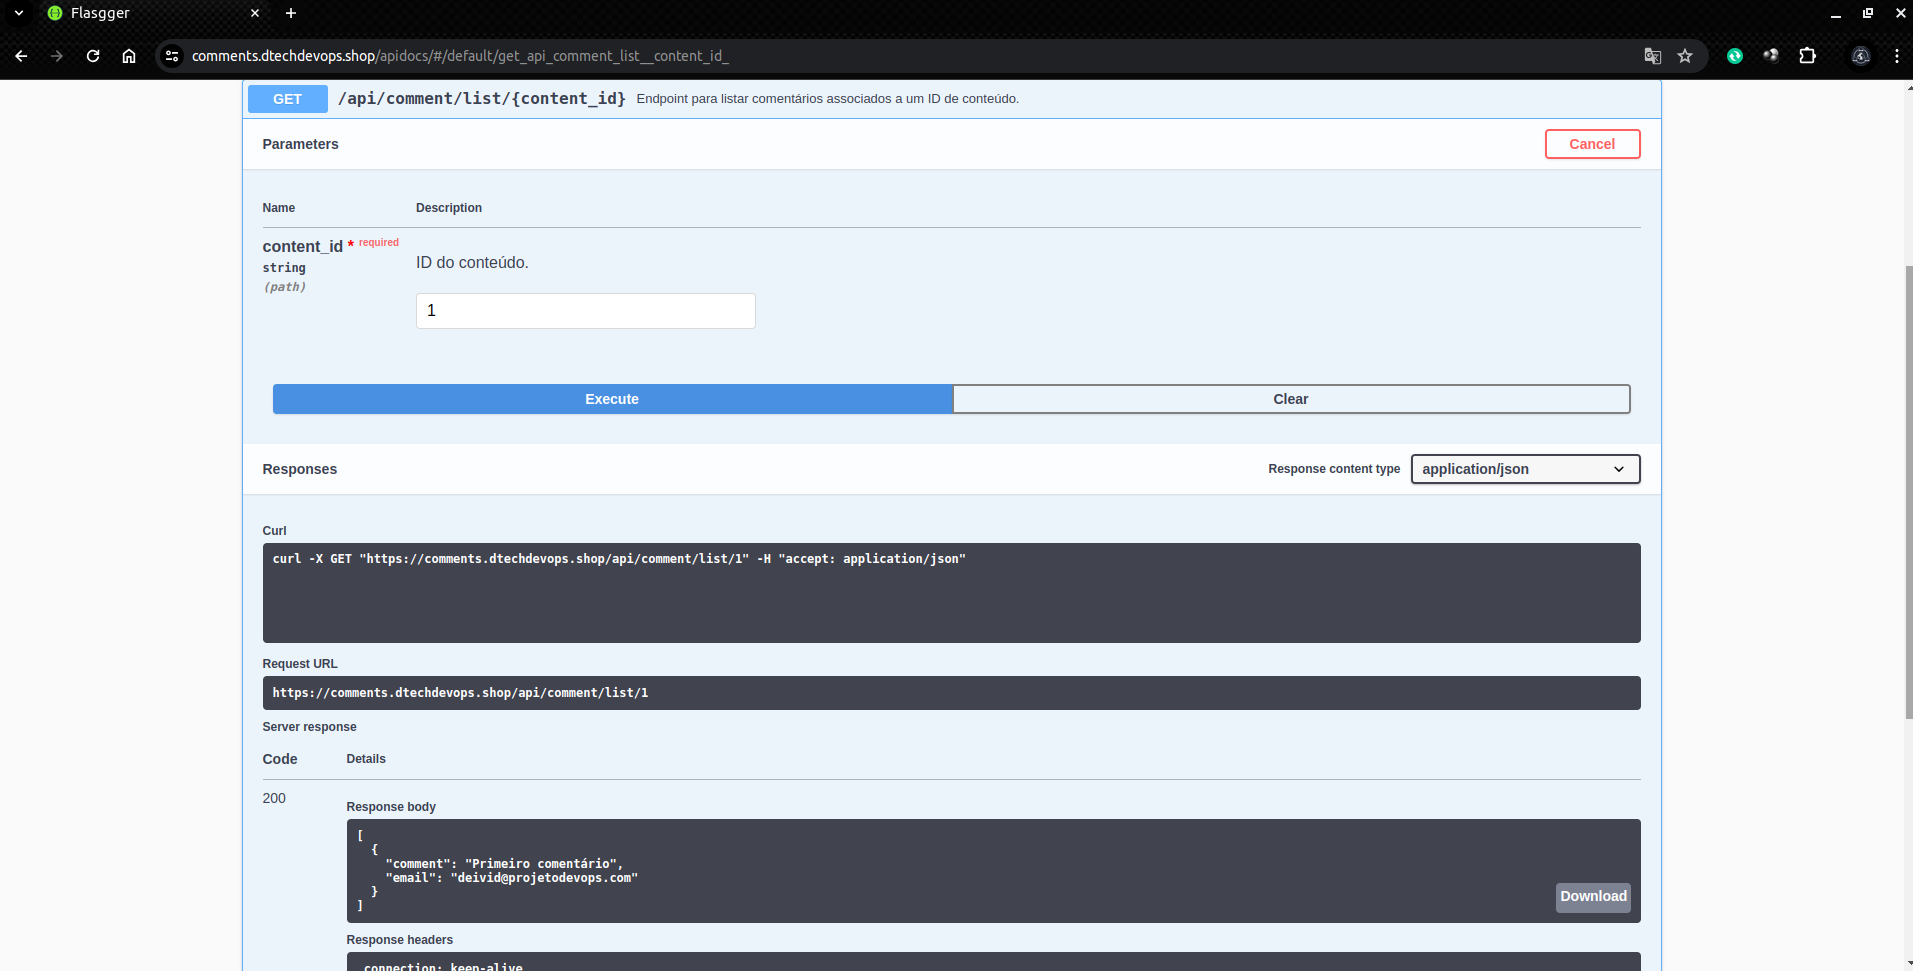 Flasgger
comments.dtechdevops.shop/apidocs/#/default/get_api_comment_list__content_id_
GET /api/comment/list/{content_id} Endpoint para listar comentários associados a um ID de conteúdo.
Parameters
Cancel
Name Description
content_id * required
string
(path)
ID do conteúdo.
1
Execute Clear
Responses
Response content type application/json
Curl
curl -X GET "https://comments.dtechdevops.shop/api/comment/list/1" -H "accept: application/json"
Request URL
https://comments.dtechdevops.shop/api/comment/list/1
Server response
Code Details
200
Response body
[
{
"comment": "Primeiro comentário",
"email": "deivid@projetodevops.com"
}
]
Download
Response headers
connection: keep-alive